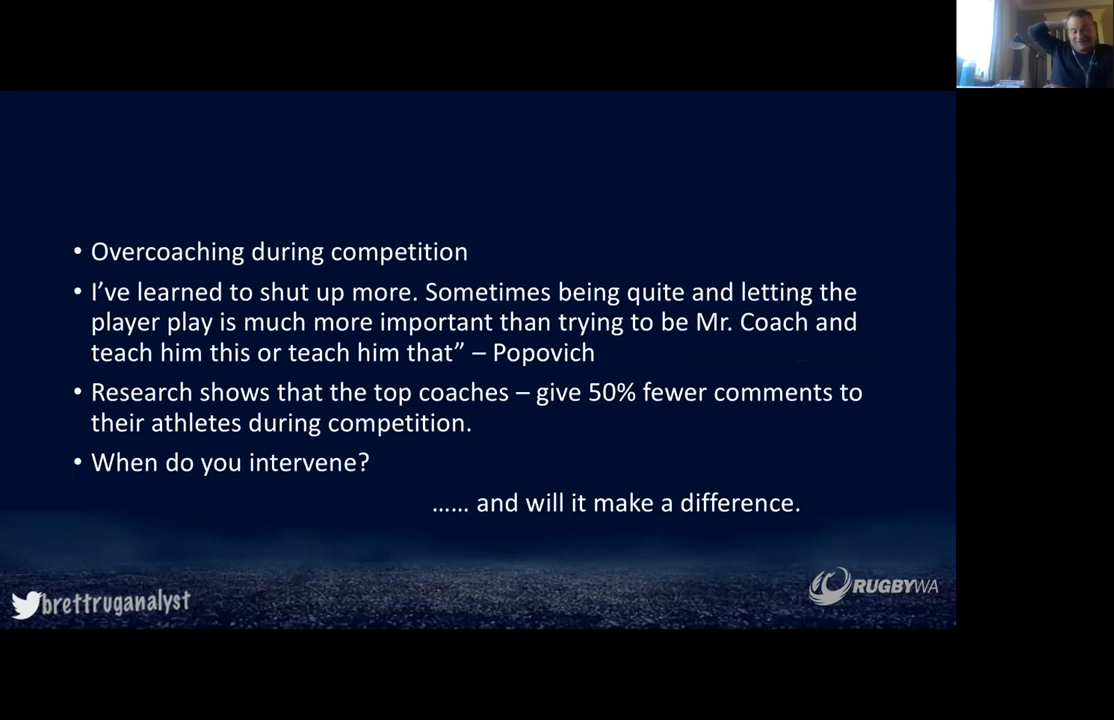 • Overcoaching during competition
• I’ve learned to shut up more. Sometimes being quite and letting the
player play is much more important than trying to be Mr. Coach and
teach him this or teach him that” – Popovich
• Research shows that the top coaches – give 50% fewer comments to
their athletes during competition.
• When do you intervene?
…… and will it make a difference.
brettruganalyst
RUGBYWA